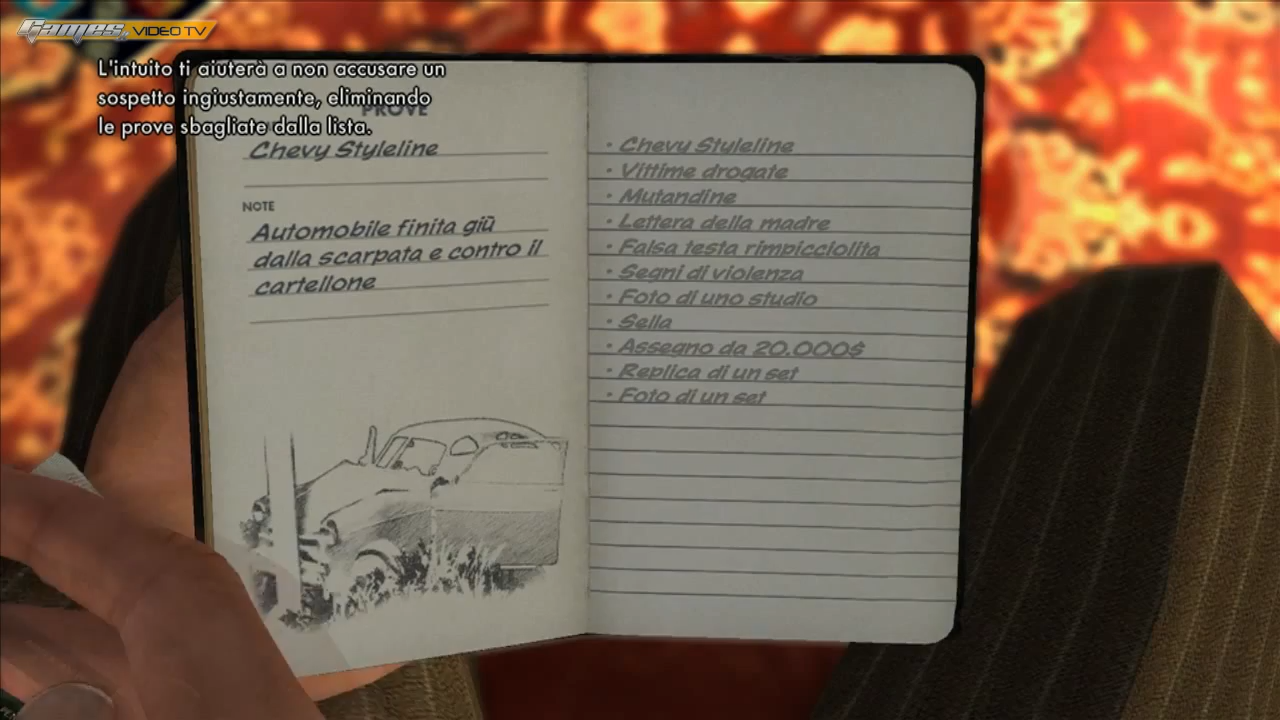 Games.it VIDEO TV
L'intuito ti aiuterà a non accusare un
sospetto ingiustamente, eliminando
le prove sbagliate dalla lista.
PROVE
Chevy Styleline
NOTE
Automobile finita giù
dalla scarpata e contro il
cartellone
• Chevy Styleline
• Vittime drogate
• Mutandine
• Lettera della madre
• Falsa testa rimpicciolita
• Segni di violenza
• Foto di uno studio
• Sella
• Assegno da 20.000$
• Replica di un set
• Foto di un set